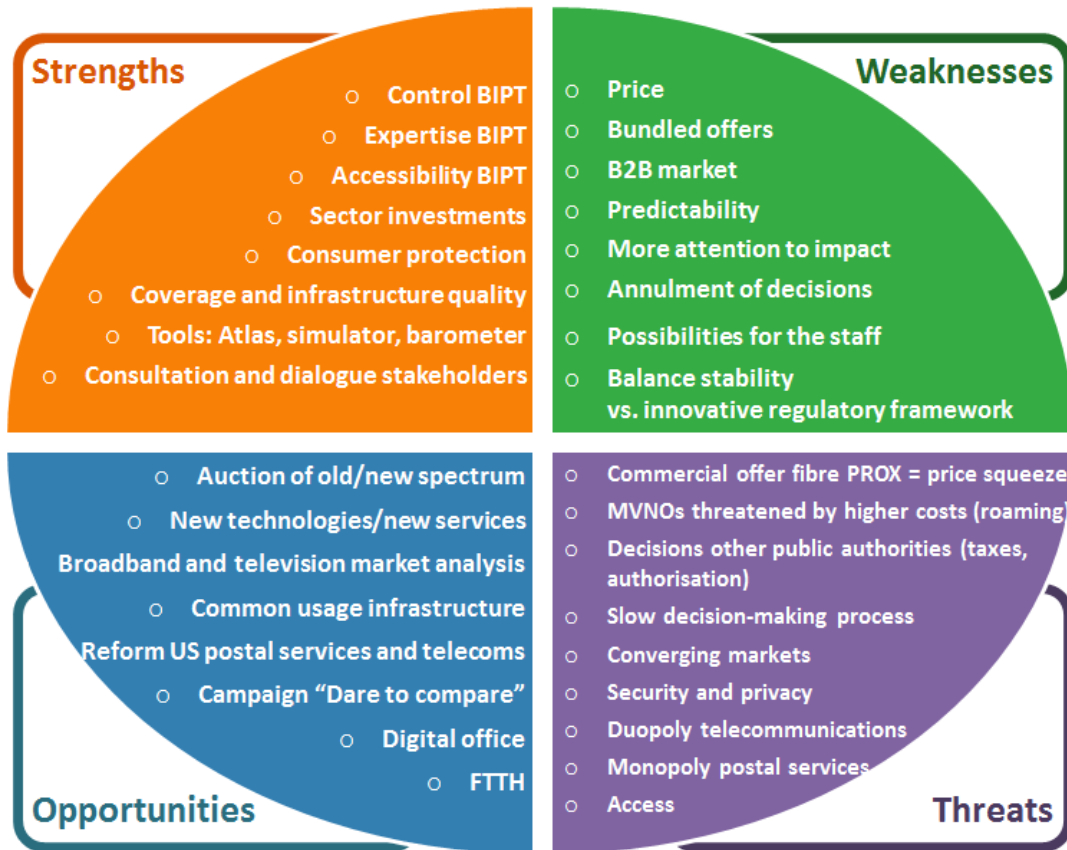 Strengths
○ Control BIPT
○ Expertise BIPT
○ Accessibility BIPT
○ Sector investments
○ Consumer protection
○ Coverage and infrastructure quality
○ Tools: Atlas, simulator, barometer
○ Consultation and dialogue stakeholders
Weaknesses
○ Price
○ Bundled offers
○ B2B market
○ Predictability
○ More attention to impact
○ Annulment of decisions
○ Possibilities for the staff
○ Balance stability
vs. innovative regulatory framework
○ Auction of old/new spectrum
○ New technologies/new services
Broadband and television market analysis
○ Common usage infrastructure
Reform US postal services and telecoms
○ Campaign “Dare to compare”
○ Digital office
○ FTTH
Opportunities
○ Commercial offer fibre PROX = price squeeze
○ MVNOs threatened by higher costs (roaming)
○ Decisions other public authorities (taxes,
authorisation)
○ Slow decision-making process
○ Converging markets
○ Security and privacy
○ Duopoly telecommunications
○ Monopoly postal services
○ Access
Threats